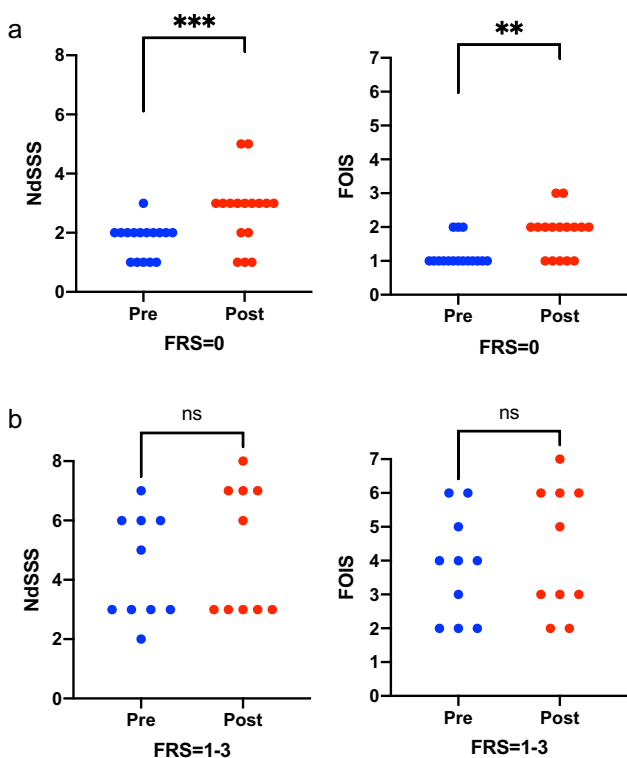 a
***
8
6
4
2
0
NdSSS
Pre
Post
FRS=0
**
7
6
5
4
3
2
1
0
FOIS
Pre
Post
FRS=0
b
ns
8
6
4
2
0
NdSSS
Pre
Post
FRS=1-3
ns
7
6
5
4
3
2
1
0
FOIS
Pre
Post
FRS=1-3